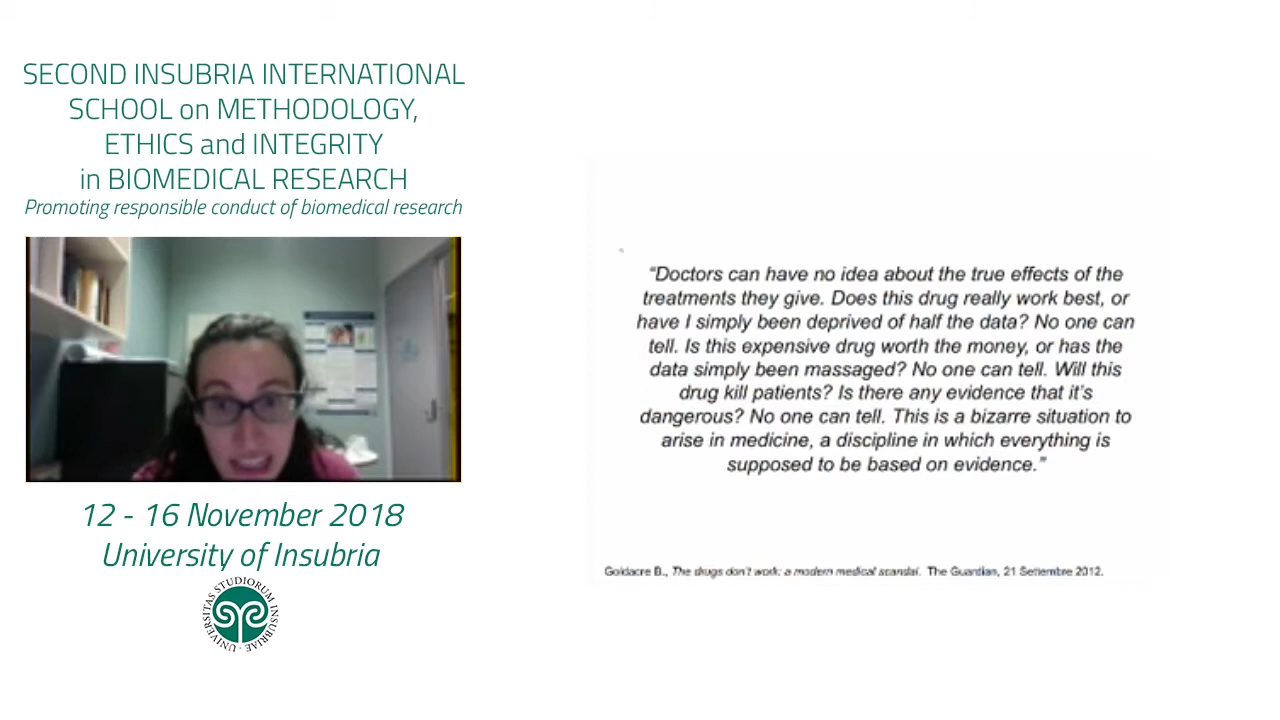 SECOND INSUBRIA INTERNATIONAL
SCHOOL on METHODOLOGY,
ETHICS and INTEGRITY
in BIOMEDICAL RESEARCH
Promoting responsible conduct of biomedical research
12 - 16 November 2018
University of Insubria
UNIVERSITAS STUDIORUM INSUBRIAE
“Doctors can have no idea about the true effects of the
treatments they give. Does this drug really work best, or
have I simply been deprived of half the data? No one can
tell. Is this expensive drug worth the money, or has the
data simply been massaged? No one can tell. Will this
drug kill patients? Is there any evidence that it's
dangerous? No one can tell. This is a bizarre situation to
arise in medicine, a discipline in which everything is
supposed to be based on evidence.”
Goldacre B., The drugs don't work: a modern medical scandal. The Guardian, 21 Settembre 2012.